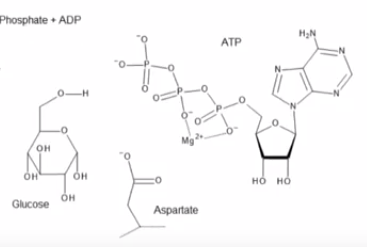 Phosphate + ADP
ATP
H₂N
N
N
N
N
⁻O
⁻O
P
O
O
P
O
O
O⁻
P
O
O
O⁻
Mg²⁺
O
HO
HO
O
H
O
OH
OH
OH
OH
Glucose
⁻O
O
Aspartate